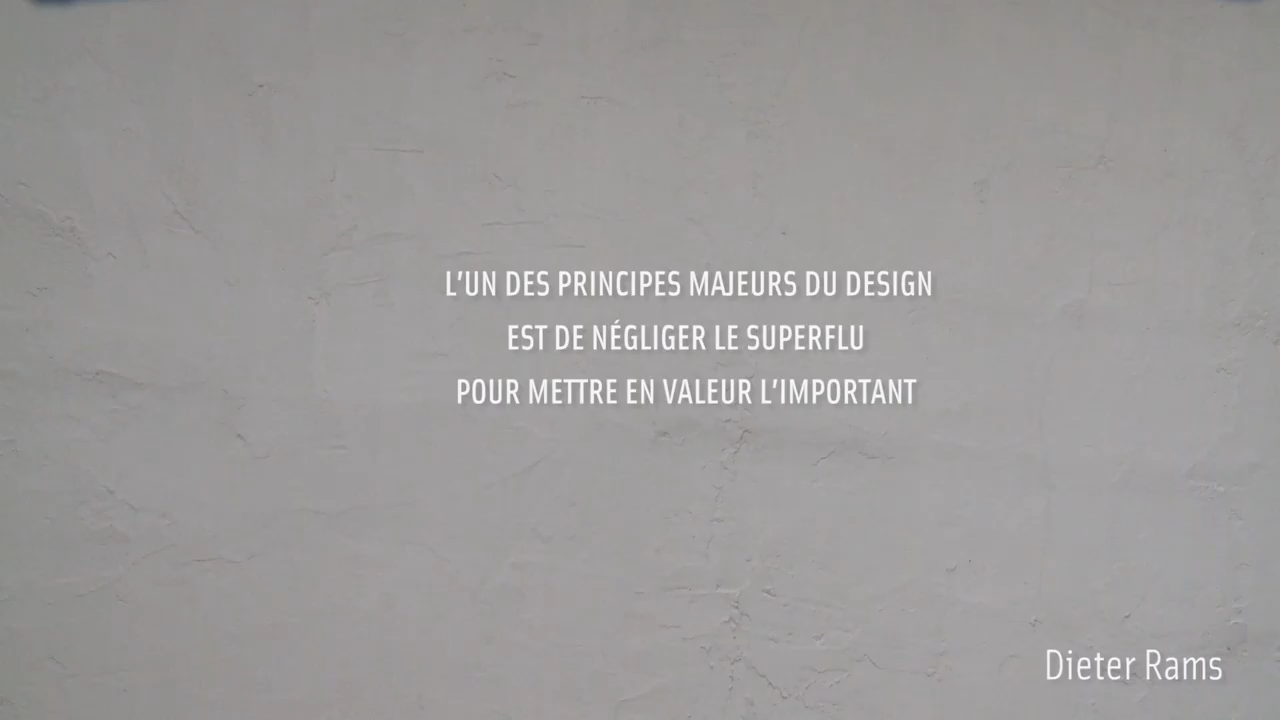 L’UN DES PRINCIPES MAJEURS DU DESIGN
EST DE NÉGLIGER LE SUPERFLU
POUR METTRE EN VALEUR L’IMPORTANT
Dieter Rams